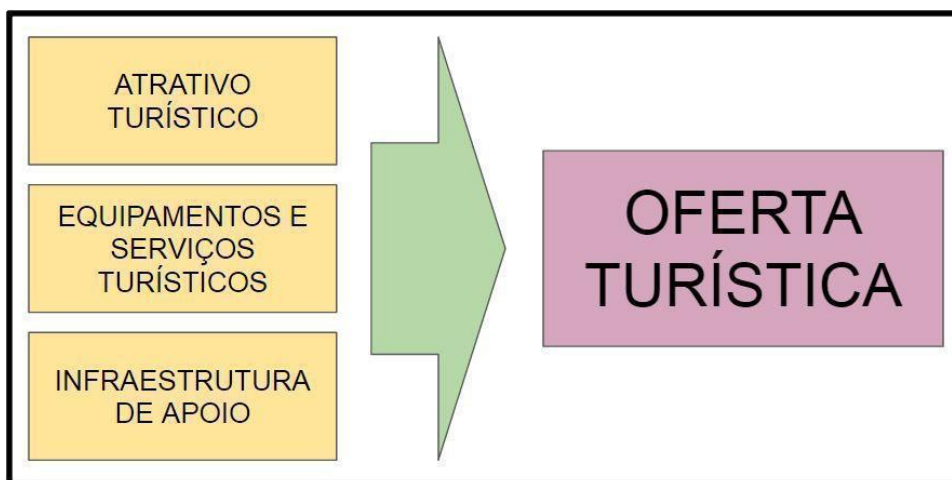 ATRATIVO
TURÍSTICO
EQUIPAMENTOS E
SERVIÇOS
TURÍSTICOS
INFRAESTRUTURA
DE APOIO
OFERTA
TURÍSTICA